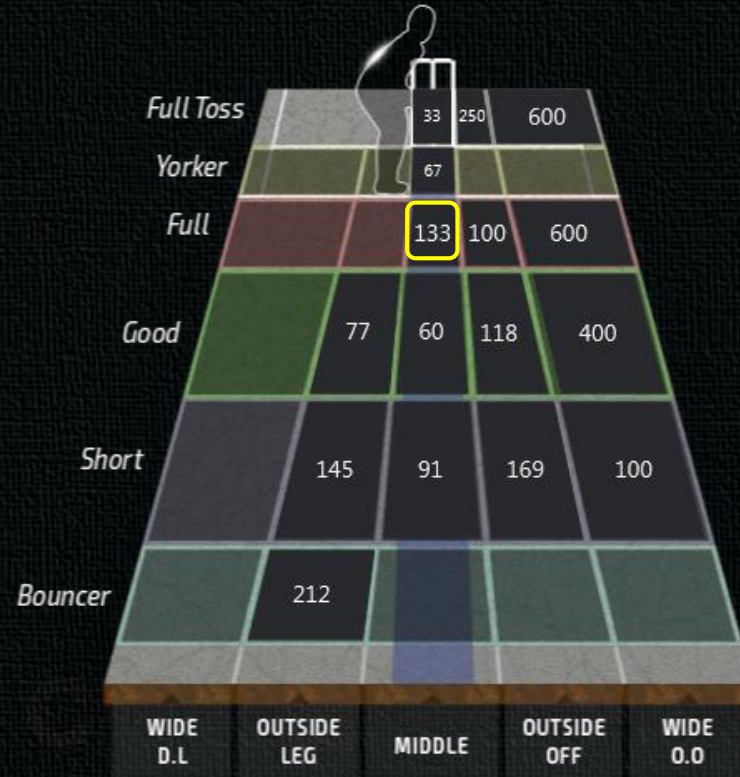 Full Toss 33 250 600
Yorker 67
Full 133 100 600
Good 77 60 118 400
Short 145 91 169 100
Bouncer 212
WIDE D.L OUTSIDE LEG MIDDLE OUTSIDE OFF WIDE O.O